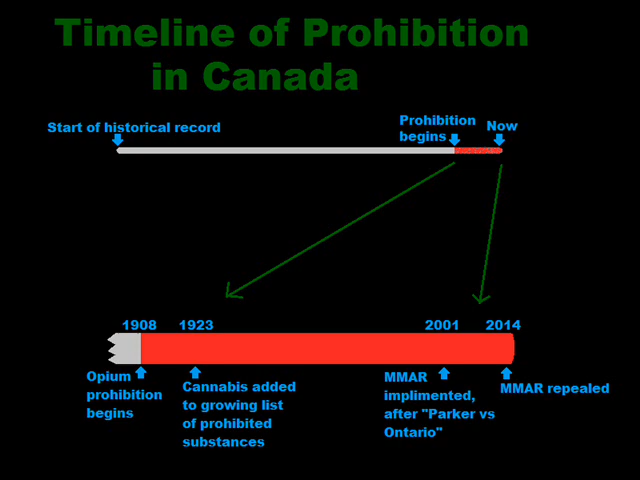 Timeline of Prohibition
in Canada
Start of historical record
Prohibition
begins
Now
1908
1923
2001
2014
Opium
prohibition
begins
Cannabis added
to growing list
of prohibited
substances
MMAR
implimented,
after "Parker vs
Ontario"
MMAR repealed